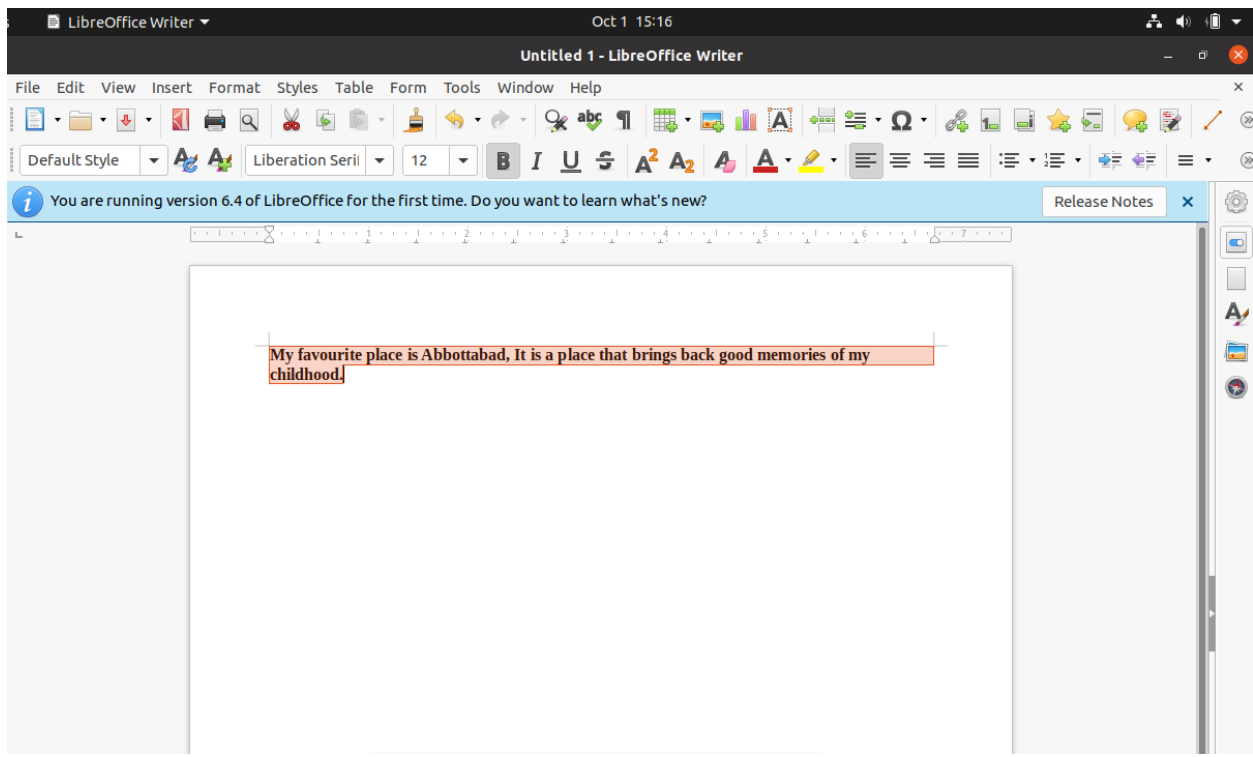 LibreOffice Writer Oct 1 15:16
Untitled 1 - LibreOffice Writer
File Edit View Insert Format Styles Table Form Tools Window Help
Default Style Liberation Seri 12
You are running version 6.4 of LibreOffice for the first time. Do you want to learn what's new? Release Notes
1 2 3 4 5 6 7
My favourite place is Abbottabad, It is a place that brings back good memories of my
childhood.